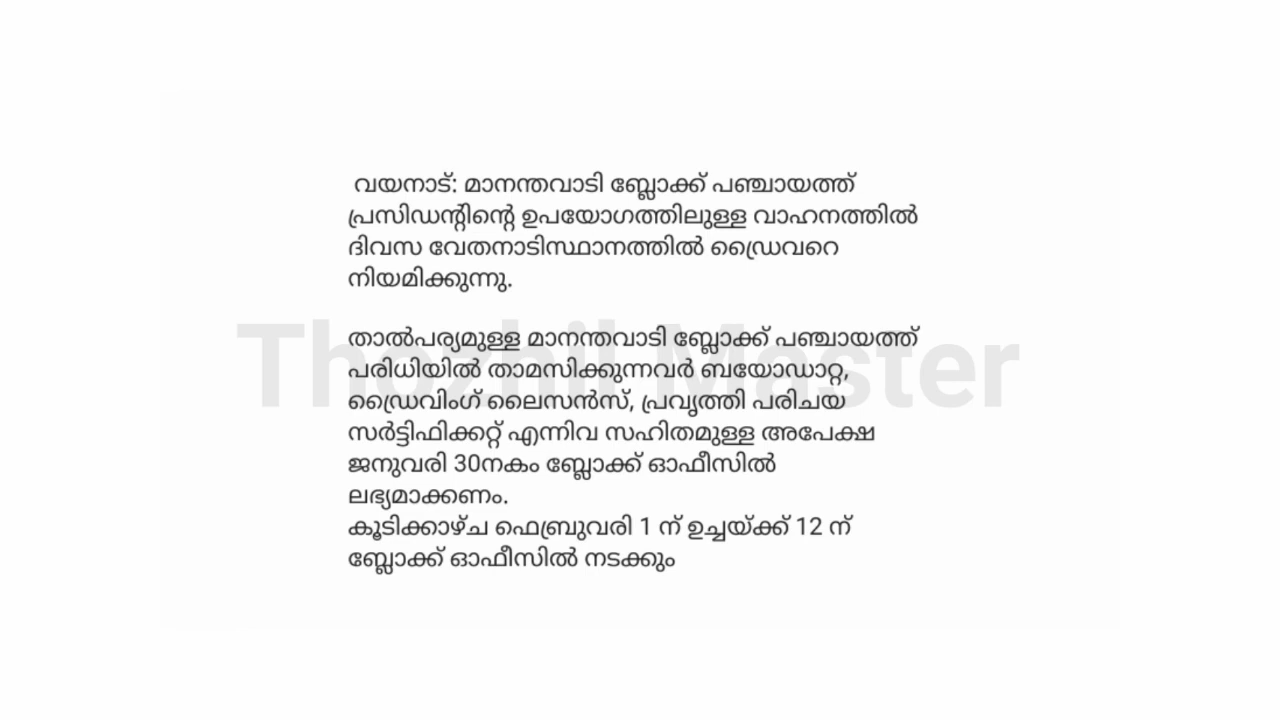 വയനാട്: മാനന്തവാടി ബ്ലോക്ക് പഞ്ചായത്ത്
പ്രസിഡന്റിന്റെ ഉപയോഗത്തിലുള്ള വാഹനത്തിൽ
ദിവസ വേതനാടിസ്ഥാനത്തിൽ ഡ്രൈവറെ
നിയമിക്കുന്നു.
താൽപര്യമുള്ള മാനന്തവാടി ബ്ലോക്ക് പഞ്ചായത്ത്
പരിധിയിൽ താമസിക്കുന്നവർ ബയോഡാറ്റ,
ഡ്രൈവിംഗ് ലൈസൻസ്, പ്രവൃത്തി പരിചയ
സർട്ടിഫിക്കറ്റ് എന്നിവ സഹിതമുള്ള അപേക്ഷ
ജനുവരി 30നകം ബ്ലോക്ക് ഓഫീസിൽ
ലഭ്യമാക്കണം.
കൂടിക്കാഴ്ച ഫെബ്രുവരി 1 ന് ഉച്ചയ്ക്ക് 12 ന്
ബ്ലോക്ക് ഓഫീസിൽ നടക്കും
Thozhil Master